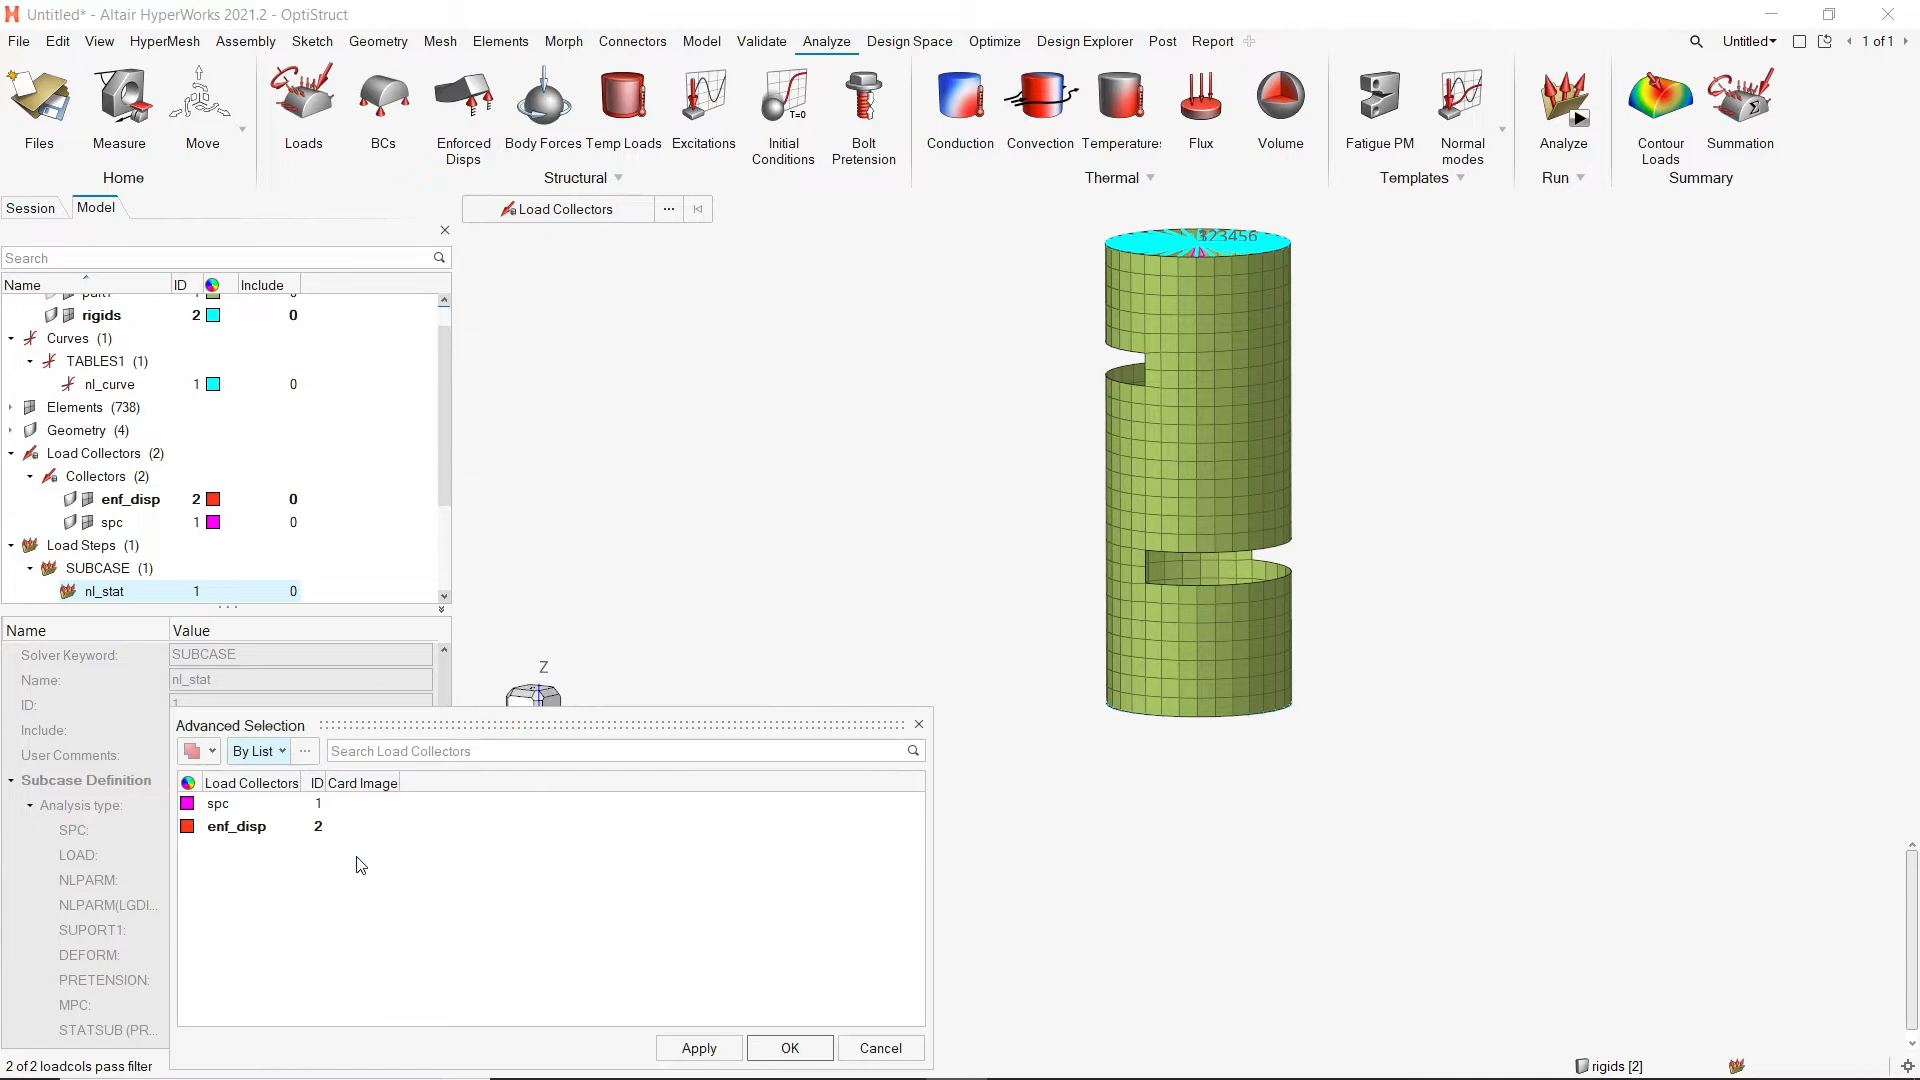 Untitled* - Altair HyperWorks 2021.2 - OptiStruct
File Edit View HyperMesh Assembly Sketch Geometry Mesh Elements Morph Connectors Model Validate Analyze Design Space Optimize Design Explorer Post Report Untitled 1 of 1
T=0
Files Measure Move Loads BCs Enforced Disps Body Forces Temp Loads Excitations Initial Conditions Bolt Pretension Conduction Convection Temperatures Flux Volume Fatigue PM Normal modes Analyze Contour Loads Summation
Home Structural Thermal Templates Run Summary
Session Model
Load Collectors ...
Search
Name ID Include
rigids 2 0
Curves (1)
TABLES1 (1)
nl_curve 1 0
Elements (738)
Geometry (4)
Load Collectors (2)
Collectors (2)
enf_disp 2 0
spc 1 0
Load Steps (1)
SUBCASE (1)
nl_stat 1 0
Name Value
Solver Keyword: SUBCASE
Name: nl_stat
ID: 1
Include:
User Comments:
Subcase Definition
Analysis type:
SPC:
LOAD:
NLPARM:
NLPARM(LGDI...
SUPORT1:
DEFORM:
PRETENSION:
MPC:
STATSUB (PR...
Z
Advanced Selection
By List ... Search Load Collectors
Load Collectors ID Card Image
spc 1
enf_disp 2
Apply OK Cancel
2 of 2 loadcols pass filter
rigids [2]